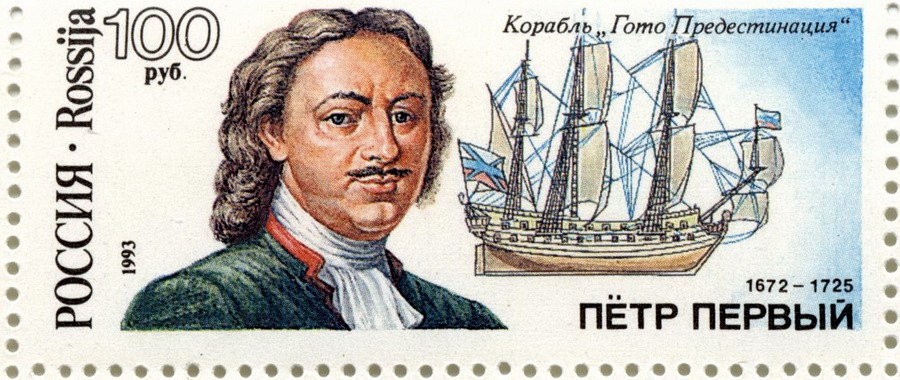 РОССИЯ · Rossija
100
руб.
1993
Корабль „Гото Предестинация“
1672 – 1725
ПЁТР ПЕРВЫЙ